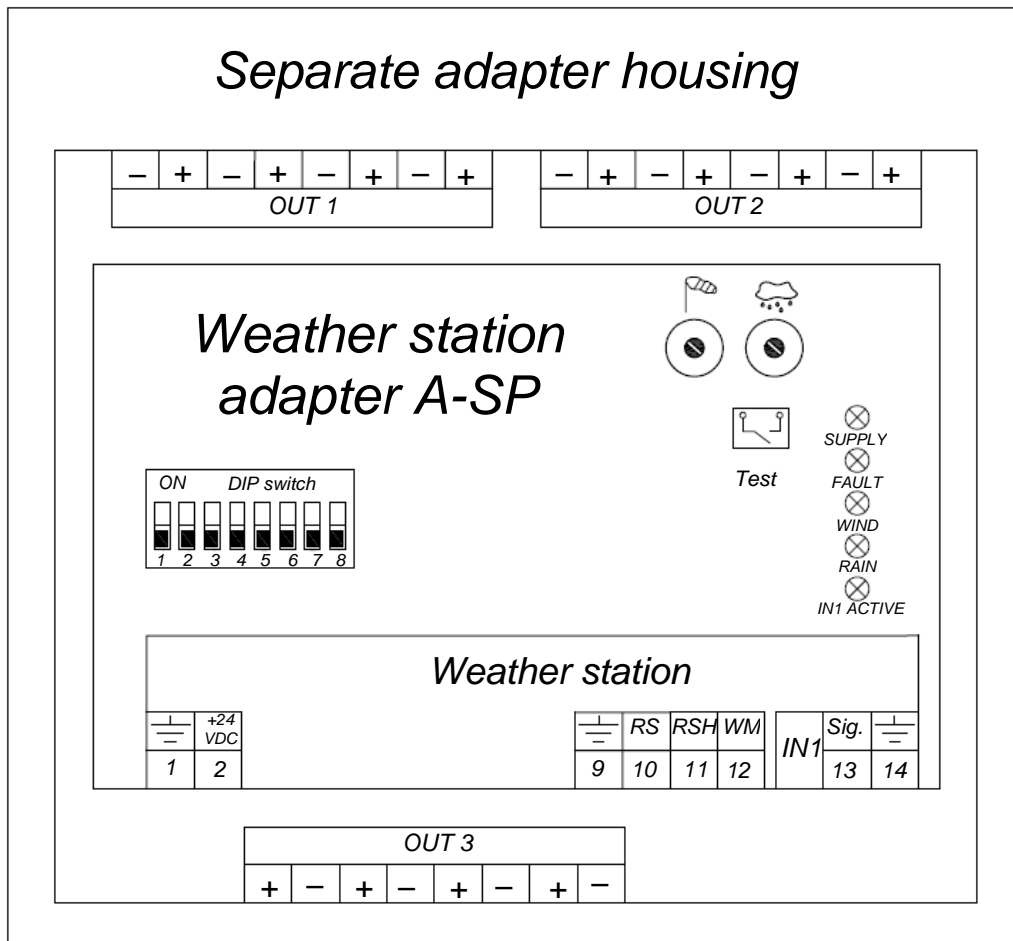 Separate adapter housing
− + − + − + − +
OUT 1
− + − + − + − +
OUT 2
Weather station
adapter A-SP
ON DIP switch
1 2 3 4 5 6 7 8
Test
SUPPLY
FAULT
WIND
RAIN
IN1 ACTIVE
Weather station
+24
VDC
RS RSH WM
IN1
Sig.
1 2
9 10 11 12
13 14
OUT 3
+ − + − + − + −